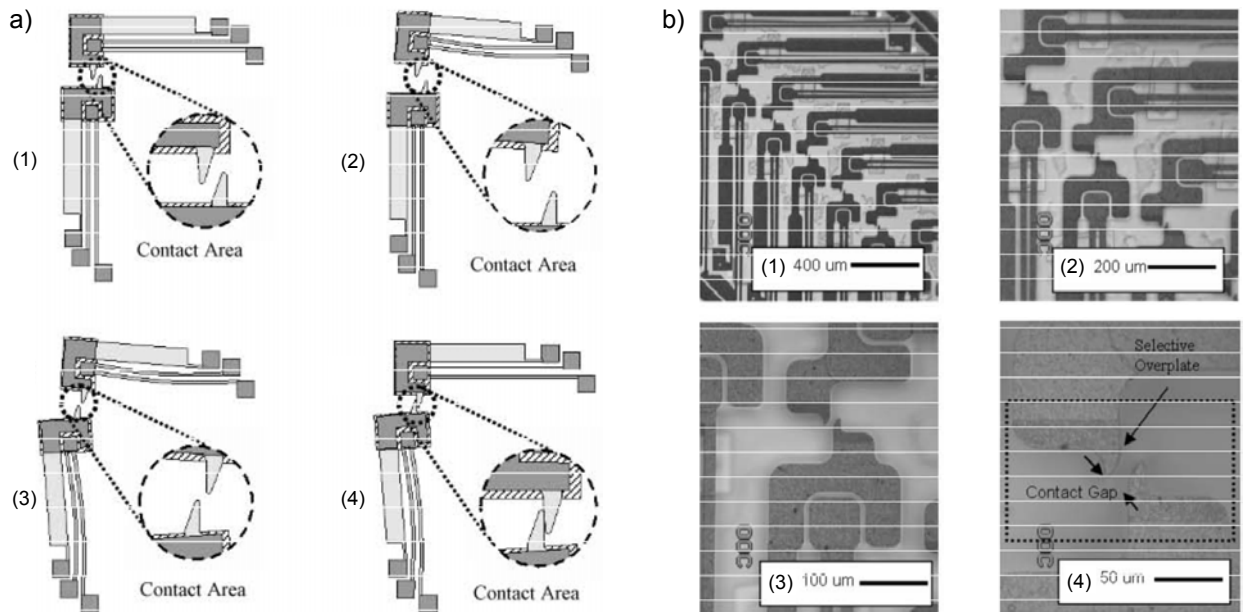 a)
(1)
Contact Area
(2)
Contact Area
(3)
Contact Area
(4)
Contact Area
b)
(1) 400 um
(2) 200 um
(3) 100 um
Selective
Overplate
Contact Gap
(4) 50 um